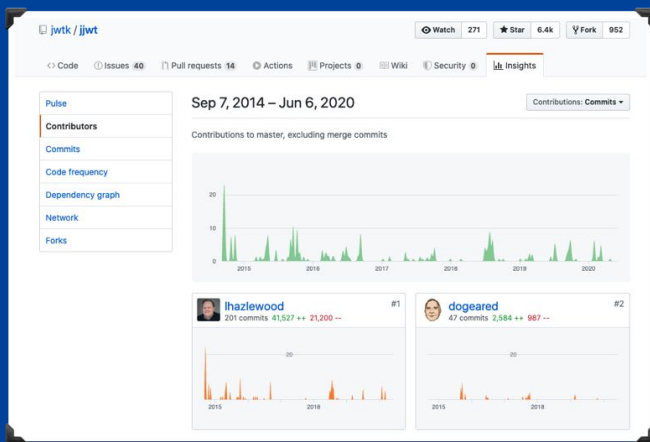 jwtk / jjwt
Watch 271 Star 6.4k Fork 952
Code Issues 40 Pull requests 14 Actions Projects 0 Wiki Security 0 Insights
Pulse
Contributors
Commits
Code frequency
Dependency graph
Network
Forks
Sep 7, 2014 – Jun 6, 2020
Contributions: Commits
Contributions to master, excluding merge commits
20
10
0
2015 2016 2017 2018 2019 2020
lhazlewood #1
201 commits 41,527 ++ 21,200 --
20
2015 2018
dogeared #2
47 commits 2,584 ++ 987 --
20
2015 2018